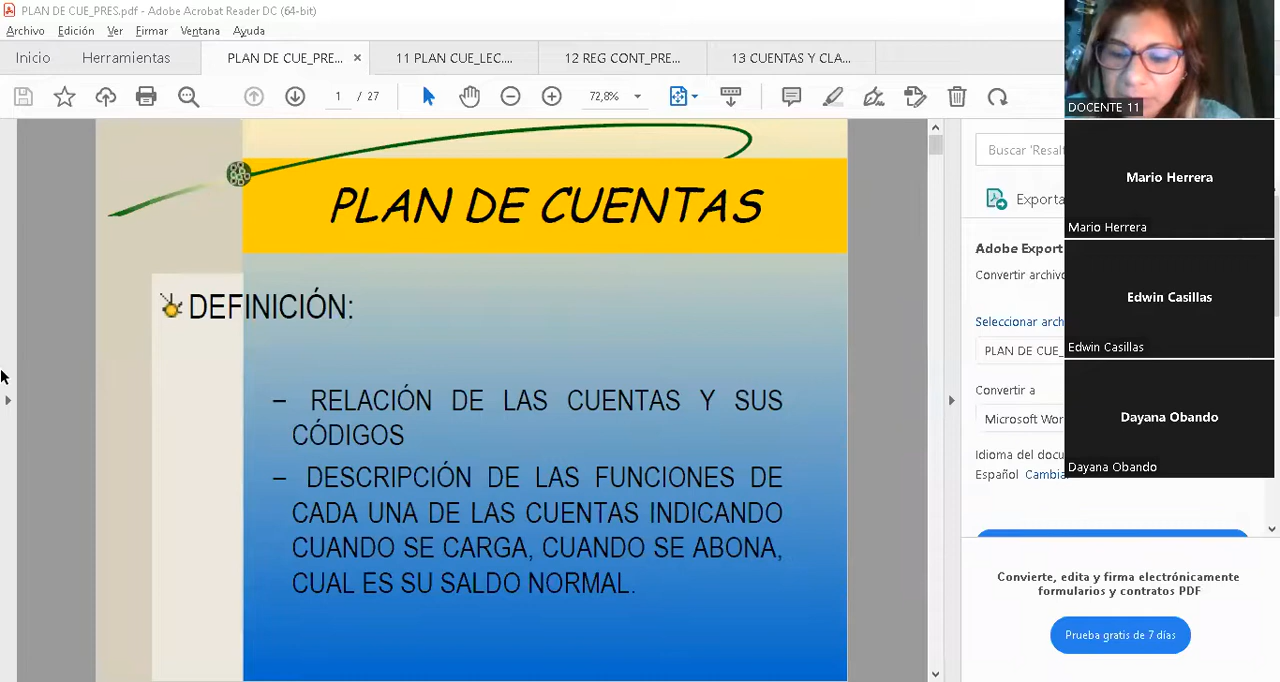 PLAN DE CUE_PRES.pdf - Adobe Acrobat Reader DC (64-bit)
Archivo Edición Ver Firmar Ventana Ayuda
Inicio Herramientas PLAN DE CUE_PRE... × 11 PLAN CUE_LEC.... 12 REG CONT_PRE... 13 CUENTAS Y CLA...
1 / 27 72,8%
PLAN DE CUENTAS
DEFINICIÓN:
– RELACIÓN DE LAS CUENTAS Y SUS
CÓDIGOS
– DESCRIPCIÓN DE LAS FUNCIONES DE
CADA UNA DE LAS CUENTAS INDICANDO
CUANDO SE CARGA, CUANDO SE ABONA,
CUAL ES SU SALDO NORMAL.
Buscar 'Resal
Exporta
Adobe Export
Convertir archivo
Seleccionar arch
PLAN DE CUE_
Convertir a
Microsoft Wor
Idioma del docu
Español Cambia
Convierte, edita y firma electrónicamente
formularios y contratos PDF
Prueba gratis de 7 días
DOCENTE 11
Mario Herrera
Mario Herrera
Edwin Casillas
Edwin Casillas
Dayana Obando
Dayana Obando